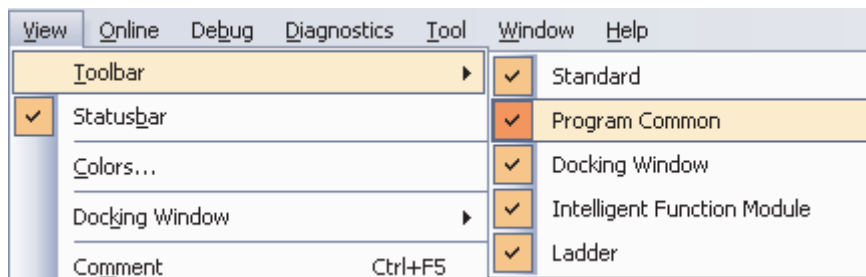 View Online Debug Diagnostics Tool Window Help
Toolbar
Statusbar
Colors...
Docking Window
Comment Ctrl+F5
Standard
Program Common
Docking Window
Intelligent Function Module
Ladder